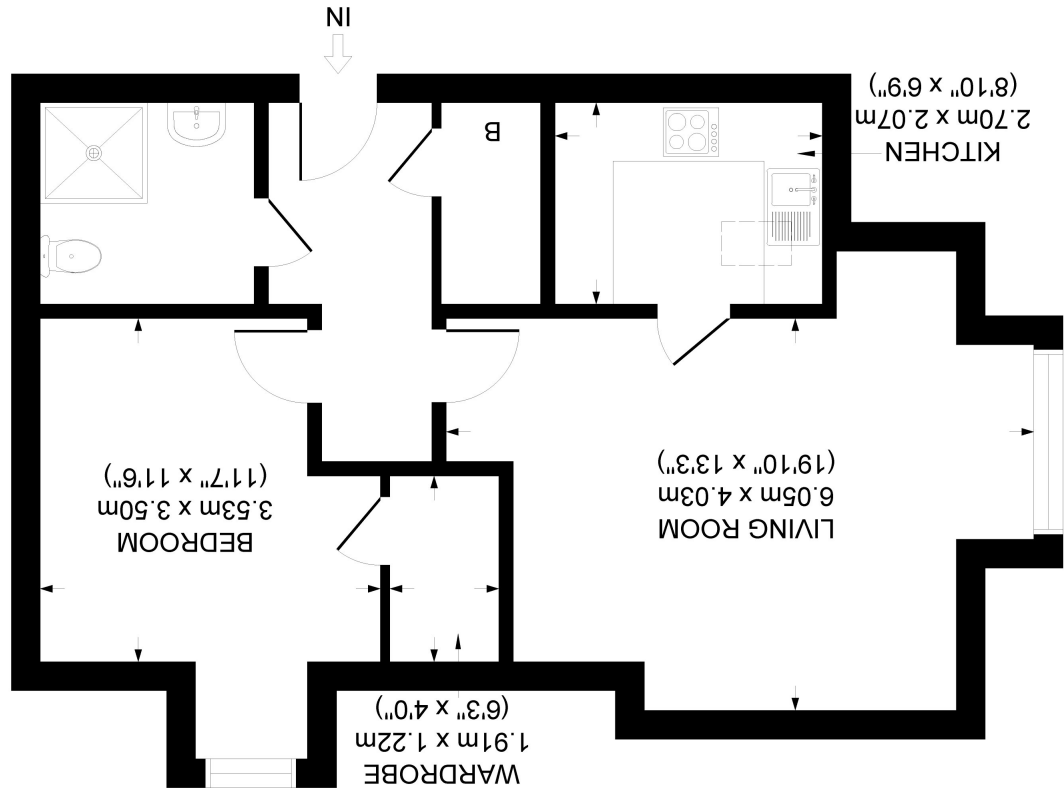 WARDROBE
1.91m x 1.22m
(6'3" x 4'0")
LIVING ROOM
6.05m x 4.03m
(19'10" x 13'3")
BEDROOM
3.53m x 3.50m
(11'7" x 11'6")
KITCHEN
2.70m x 2.07m
(8'10" x 6'9")
B
IN